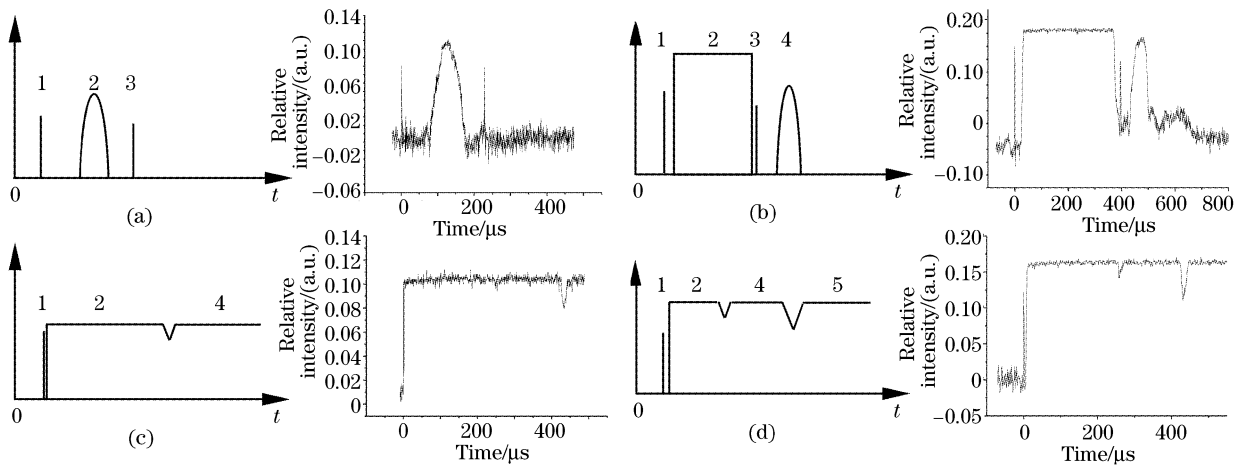 1
2
3
0
t
(a)
Relative
intensity/(a.u.)
0.14
0.10
0.06
0.02
−0.02
−0.06
0
200
400
Time/μs
1
2
3
4
0
t
(b)
Relative
intensity/(a.u.)
0.20
0.10
0
−0.10
0
200
400
600
800
Time/μs
1
2
4
0
t
(c)
Relative
intensity/(a.u.)
0.14
0.12
0.10
0.08
0.06
0.04
0.02
0
0
200
400
Time/μs
1
2
4
5
0
t
(d)
Relative
intensity/(a.u.)
0.20
0.15
0.10
0.05
0
−0.05
0
200
400
Time/μs